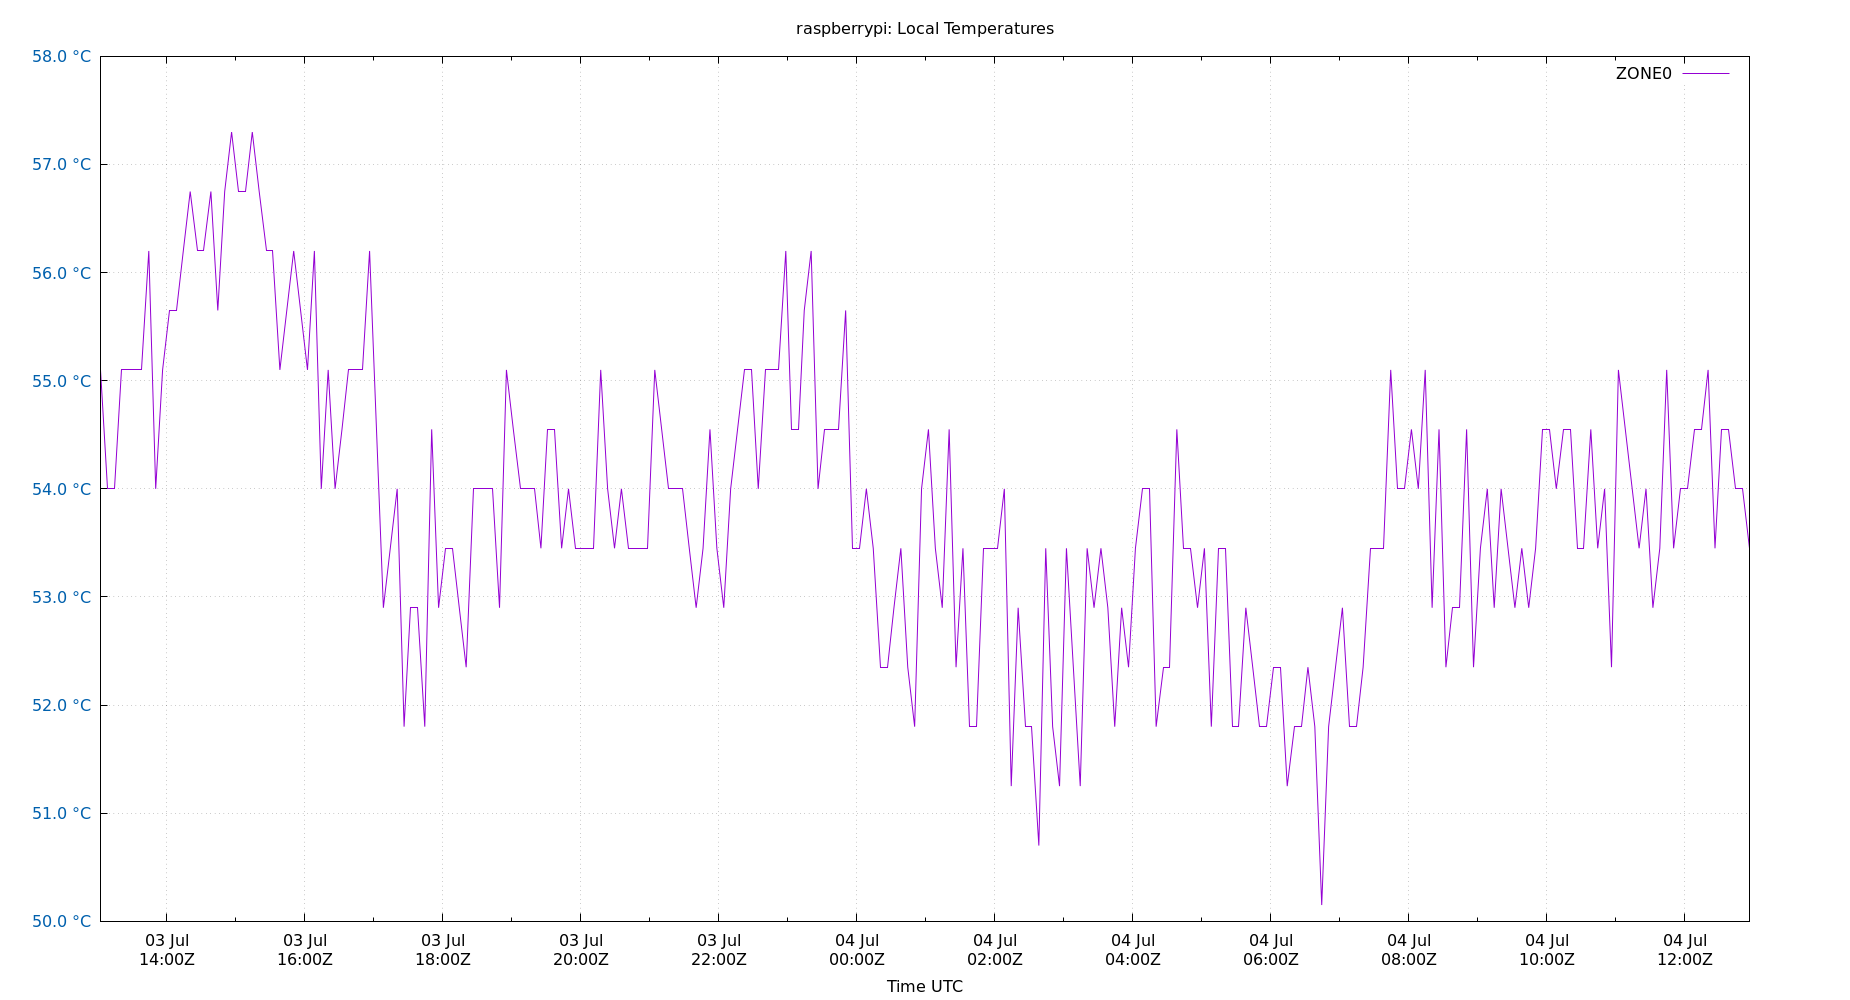 raspberrypi: Local Temperatures
58.0 °C
ZONE0
57.0 °C
56.0 °C
55.0 °C
54.0 °C
53.0 °C
52.0 °C
51.0 °C
50.0 °C
03 Jul 03 Jul 03 Jul 03 Jul 03 Jul 04 Jul 04 Jul 04 Jul 04 Jul 04 Jul 04 Jul 04 Jul
14:00Z 16:00Z 18:00Z 20:00Z 22:00Z 00:00Z 02:00Z 04:00Z 06:00Z 08:00Z 10:00Z 12:00Z
Time UTC